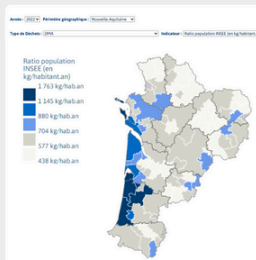 Année : 2022 Périmètre géographique : Nouvelle Aquitaine
Type de Déchets : DMA Indicateur : Ratio population INSEE (en kg/habitant.an)
Ratio population
INSEE (en
kg/habitant.an)
1 763 kg/hab.an
1 145 kg/hab.an
880 kg/hab.an
704 kg/hab.an
577 kg/hab.an
438 kg/hab.an